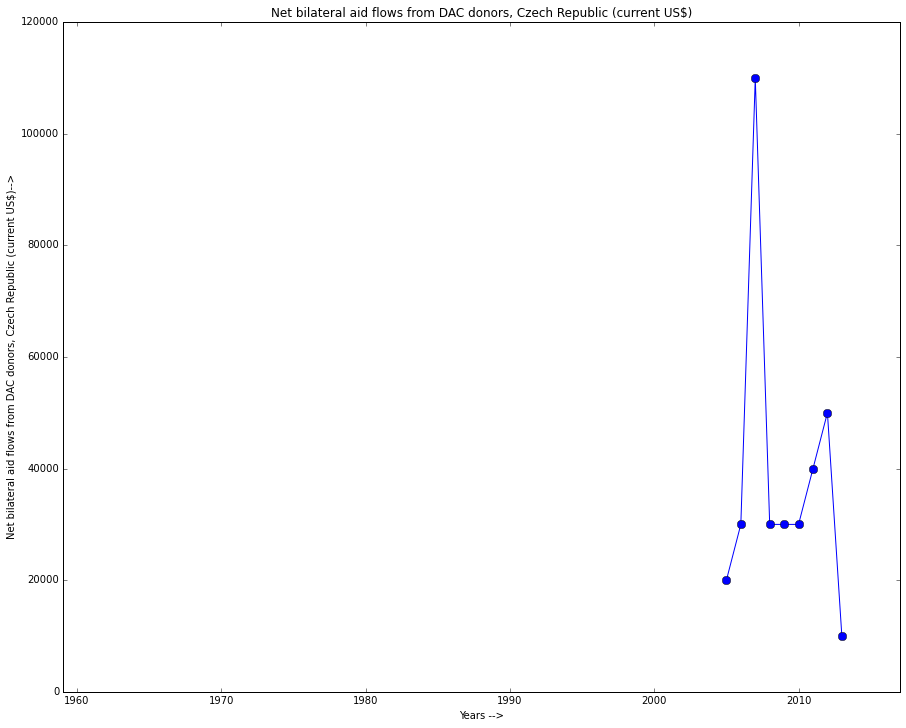 Net bilateral aid flows from DAC donors, Czech Republic (current US$)
120000
100000
80000
60000
40000
20000
0
Net bilateral aid flows from DAC donors, Czech Republic (current US$)-->
1960 1970 1980 1990 2000 2010
Years -->